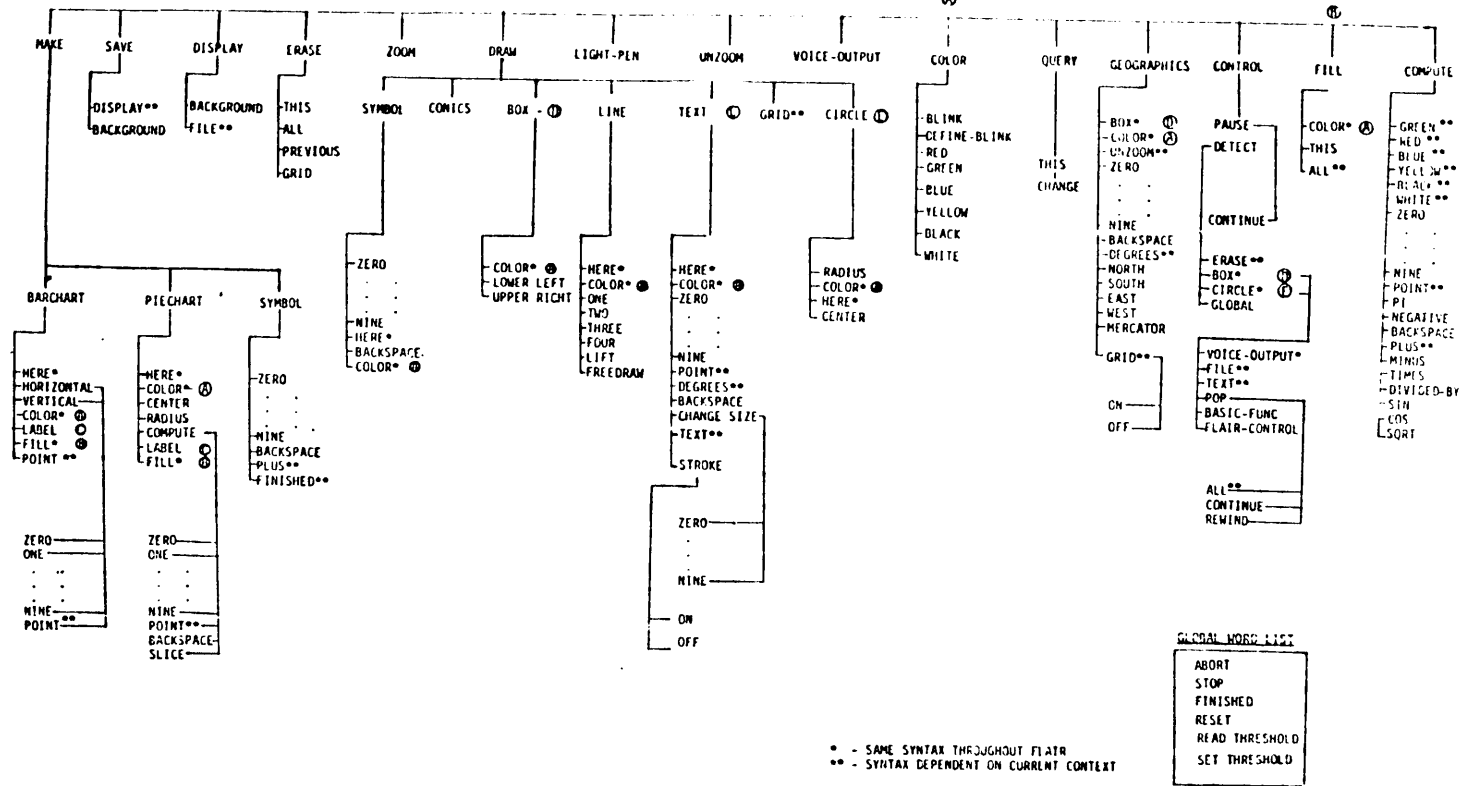 MAKE SAVE DISPLAY ERASE ZOOM DRAW LIGHT-PEN UNZOOM VOICE-OUTPUT COLOR QUERY GEOGRAPHICS CONTROL FILL COMPUTE
DISPLAY**
BACKGROUND
BACKGROUND
FILE**
THIS
ALL
PREVIOUS
GRID
SYMBOL CONICS BOX - Ⓓ LINE TEXT Ⓒ GRID** CIRCLE Ⓔ
ZERO
NINE
HERE*
BACKSPACE
COLOR*
COLOR*
LOWER LEFT
UPPER RIGHT
HERE*
COLOR*
ONE
TWO
THREE
FOUR
LIFT
FREEDRAW
HERE*
COLOR*
ZERO
NINE
POINT**
DEGREES**
BACKSPACE
CHANGE SIZE
TEXT**
STROKE
ZERO
NINE
ON
OFF
RADIUS
COLOR*
HERE*
CENTER
BLINK
DEFINE-BLINK
RED
GREEN
BLUE
YELLOW
BLACK
WHITE
THIS
CHANGE
BOX* Ⓓ
COLOR* Ⓐ
UNZOOM**
ZERO
NINE
BACKSPACE
DEGREES**
NORTH
SOUTH
EAST
WEST
MERCATOR
GRID**
ON
OFF
PAUSE
DETECT
CONTINUE
ERASE**
BOX*
CIRCLE* Ⓔ
GLOBAL
VOICE-OUTPUT*
FILE**
TEXT**
POP
BASIC-FUNC
FLAIR-CONTROL
ALL**
CONTINUE
REWIND
COLOR* Ⓐ
THIS
ALL**
GREEN**
RED**
BLUE**
YELLOW**
BLACK**
WHITE**
ZERO
NINE
POINT**
PI
NEGATIVE
BACKSPACE
PLUS**
MINUS
TIMES
DIVIDED-BY
SIN
COS
SQRT
BARCHART PIECHART SYMBOL
HERE*
HORIZONTAL
VERTICAL
COLOR*
LABEL Ⓒ
FILL*
POINT**
ZERO
ONE
NINE
POINT**
HERE*
COLOR* Ⓐ
CENTER
RADIUS
COMPUTE
LABEL Ⓒ
FILL*
ZERO
ONE
NINE
POINT**
BACKSPACE
SLICE
ZERO
NINE
BACKSPACE
PLUS**
FINISHED**
GLOBAL WORD LIST
ABORT
STOP
FINISHED
RESET
READ THRESHOLD
SET THRESHOLD
* - SAME SYNTAX THROUGHOUT FLAIR
** - SYNTAX DEPENDENT ON CURRENT CONTEXT